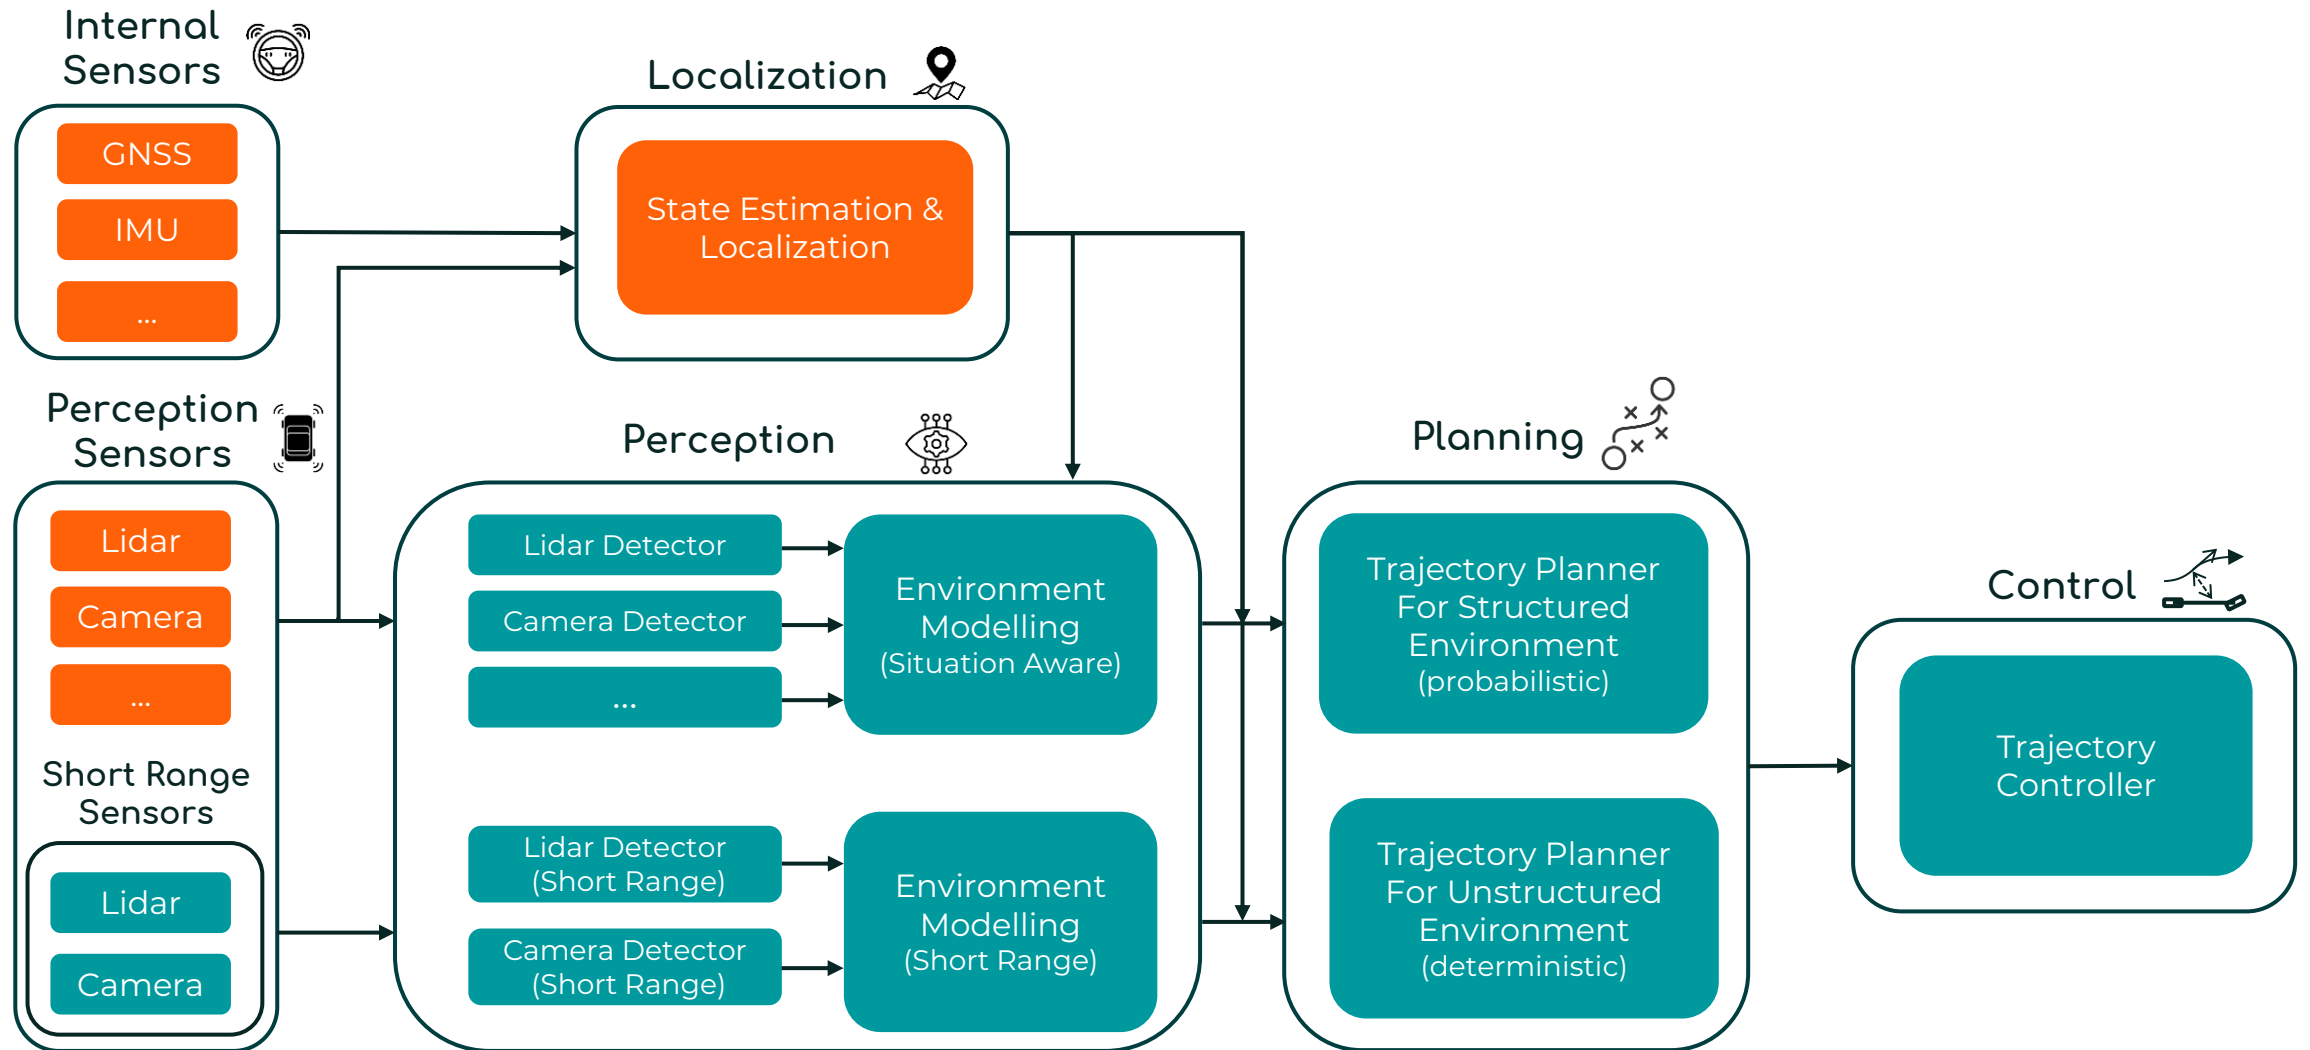 Internal
Sensors
GNSS
IMU
...
Localization
State Estimation &
Localization
Perception
Sensors
Lidar
Camera
...
Short Range
Sensors
Lidar
Camera
Perception
Lidar Detector
Camera Detector
...
Environment
Modelling
(Situation Aware)
Lidar Detector
(Short Range)
Camera Detector
(Short Range)
Environment
Modelling
(Short Range)
Planning
Trajectory Planner
For Structured
Environment
(probabilistic)
Trajectory Planner
For Unstructured
Environment
(deterministic)
Control
Trajectory
Controller